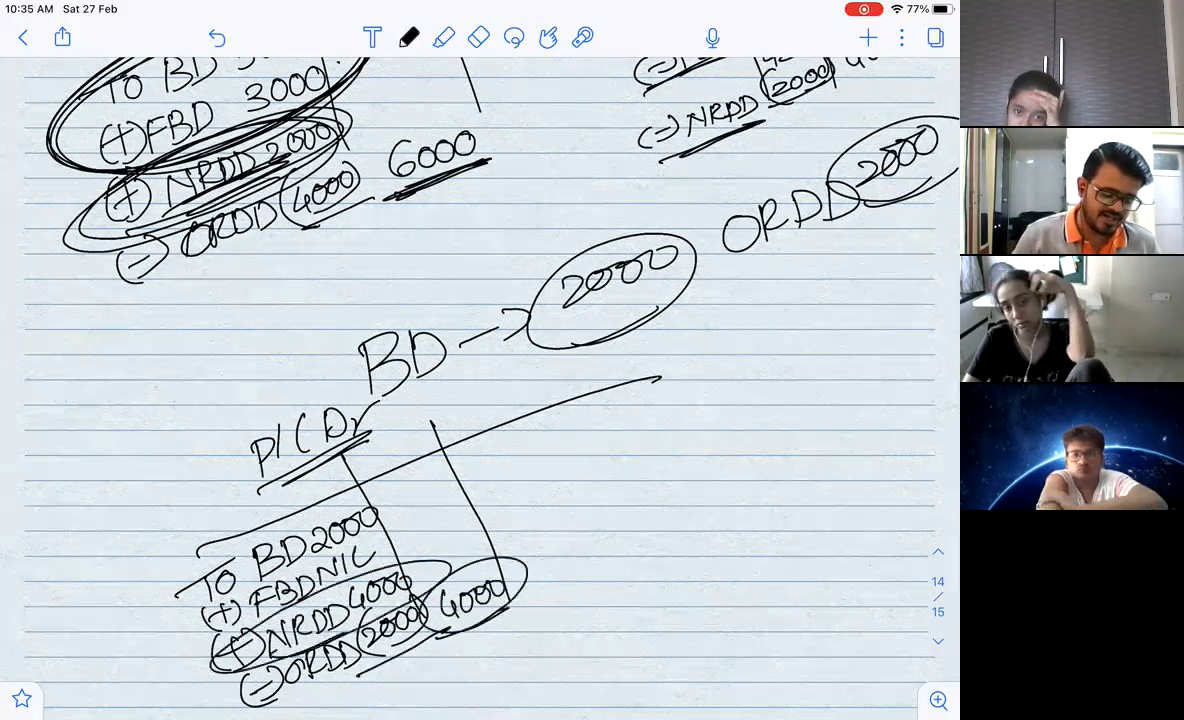 10:35 AM Sat 27 Feb
77%
TO BD
(+) FBD 3000
(+) NRDD 2000
(-) ORDD 4000 6000
2000
(-) NRDD
ORDD 2000
BD → 2000
P/L (Dr
TO BD 2000
(+) FBD NIL
(+) NRDD 4000
(-) ORDD 2000 4000
14
/
15